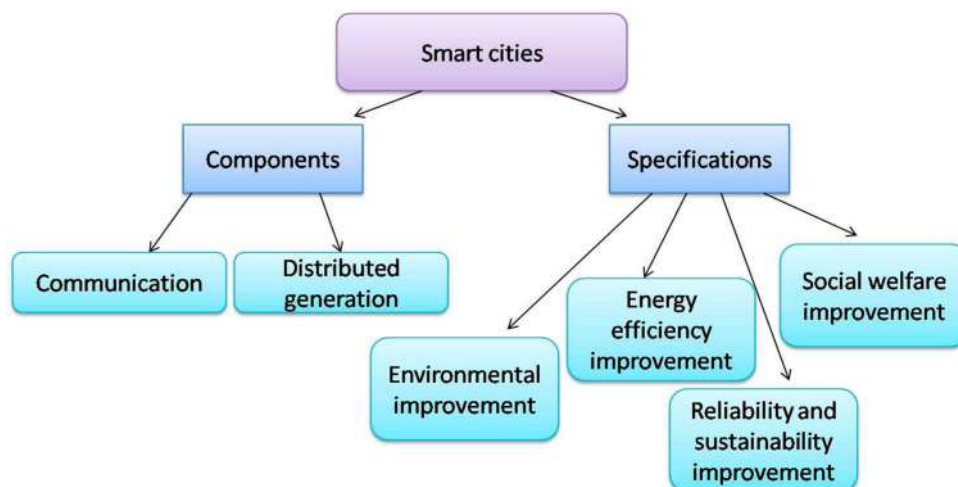 Smart cities
Components
Specifications
Communication
Distributed
generation
Environmental
improvement
Energy
efficiency
improvement
Reliability and
sustainability
improvement
Social welfare
improvement